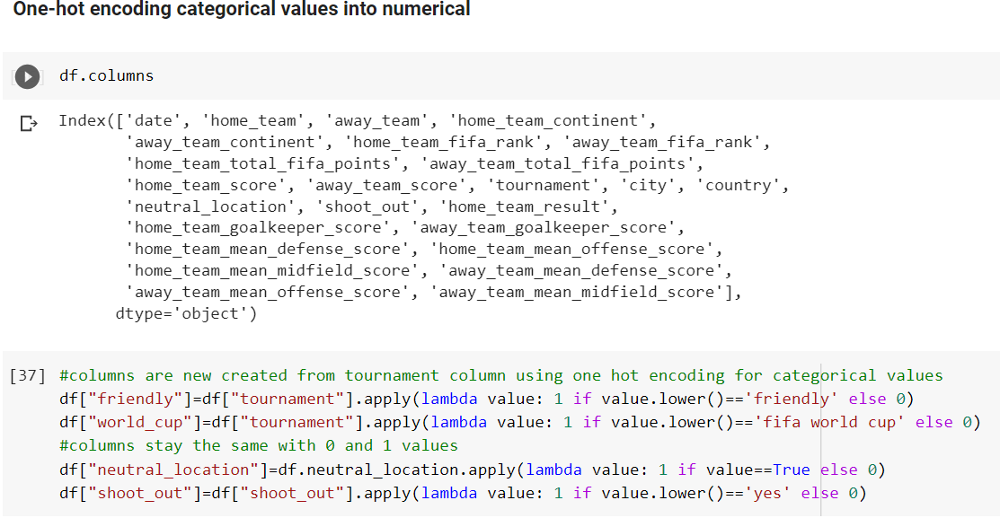 One-hot encoding categorical values into numerical
df.columns
Index(['date', 'home_team', 'away_team', 'home_team_continent',
'away_team_continent', 'home_team_fifa_rank', 'away_team_fifa_rank',
'home_team_total_fifa_points', 'away_team_total_fifa_points',
'home_team_score', 'away_team_score', 'tournament', 'city', 'country',
'neutral_location', 'shoot_out', 'home_team_result',
'home_team_goalkeeper_score', 'away_team_goalkeeper_score',
'home_team_mean_defense_score', 'home_team_mean_offense_score',
'home_team_mean_midfield_score', 'away_team_mean_defense_score',
'away_team_mean_offense_score', 'away_team_mean_midfield_score'],
dtype='object')
[37] #columns are new created from tournament column using one hot encoding for categorical values
df["friendly"]=df["tournament"].apply(lambda value: 1 if value.lower()=='friendly' else 0)
df["world_cup"]=df["tournament"].apply(lambda value: 1 if value.lower()=='fifa world cup' else 0)
#columns stay the same with 0 and 1 values
df["neutral_location"]=df.neutral_location.apply(lambda value: 1 if value==True else 0)
df["shoot_out"]=df["shoot_out"].apply(lambda value: 1 if value.lower()=='yes' else 0)